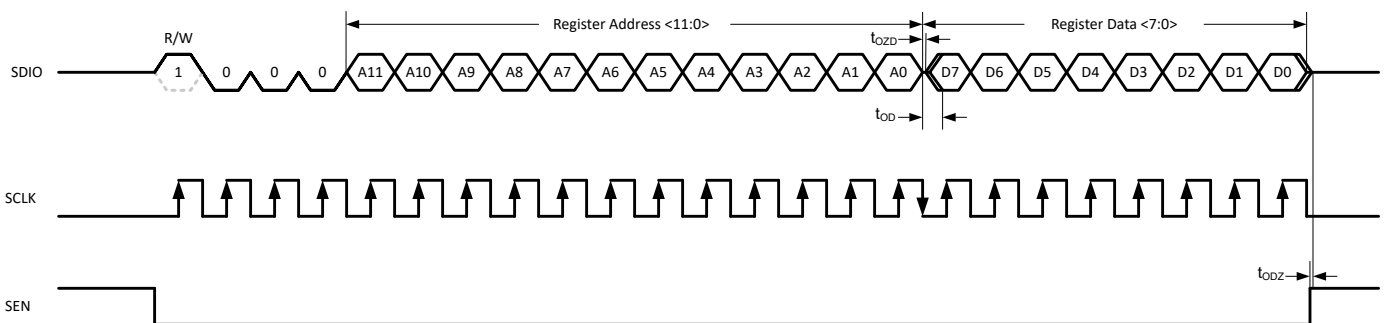 Register Address <11:0> Register Data <7:0>
R/W tOZD
SDIO 1 0 0 0 A11 A10 A9 A8 A7 A6 A5 A4 A3 A2 A1 A0 D7 D6 D5 D4 D3 D2 D1 D0
tOD
SCLK
tODZ
SEN